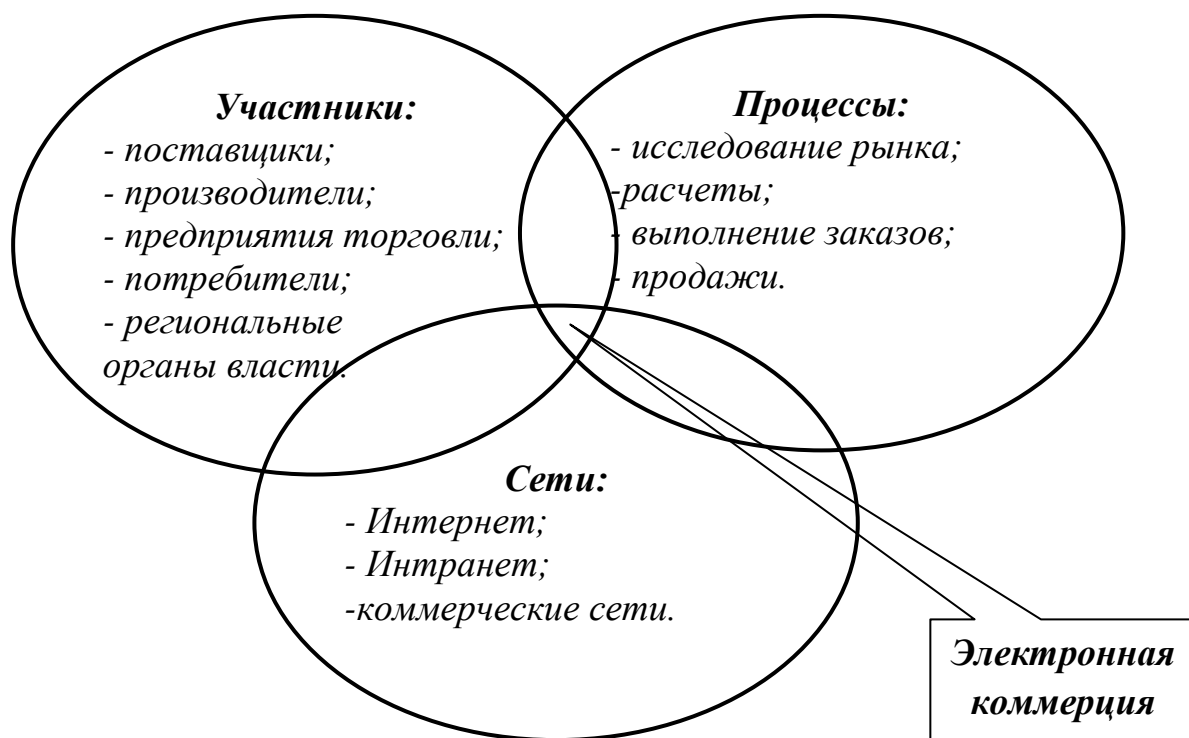 Участники:
- поставщики;
- производители;
- предприятия торговли;
- потребители;
- региональные
органы власти.
Процессы:
- исследование рынка;
-расчеты;
- выполнение заказов;
- продажи.
Сети:
- Интернет;
- Интранет;
-коммерческие сети.
Электронная
коммерция